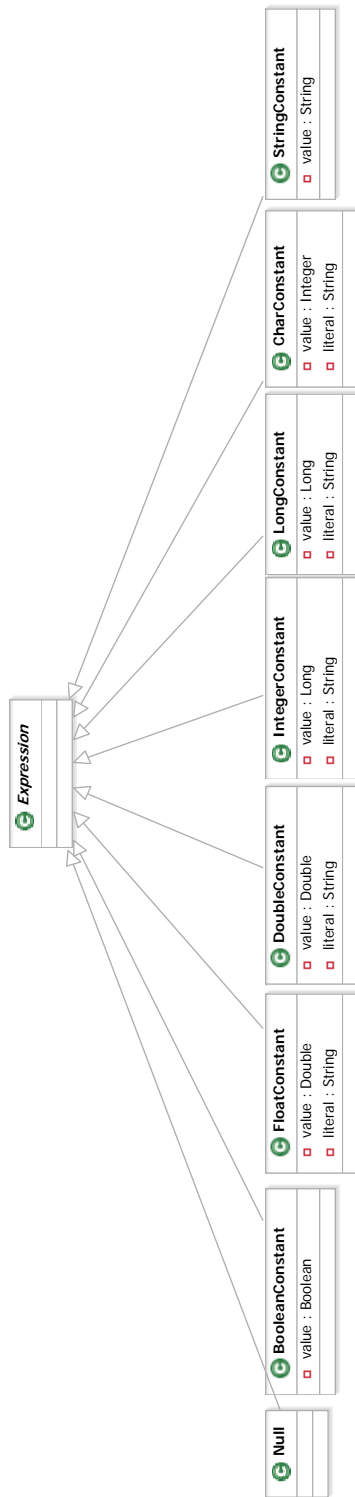 Expression
Null
BooleanConstant
value : Boolean
FloatConstant
value : Double
literal : String
DoubleConstant
value : Double
literal : String
IntegerConstant
value : Long
literal : String
LongConstant
value : Long
literal : String
CharConstant
value : Integer
literal : String
StringConstant
value : String